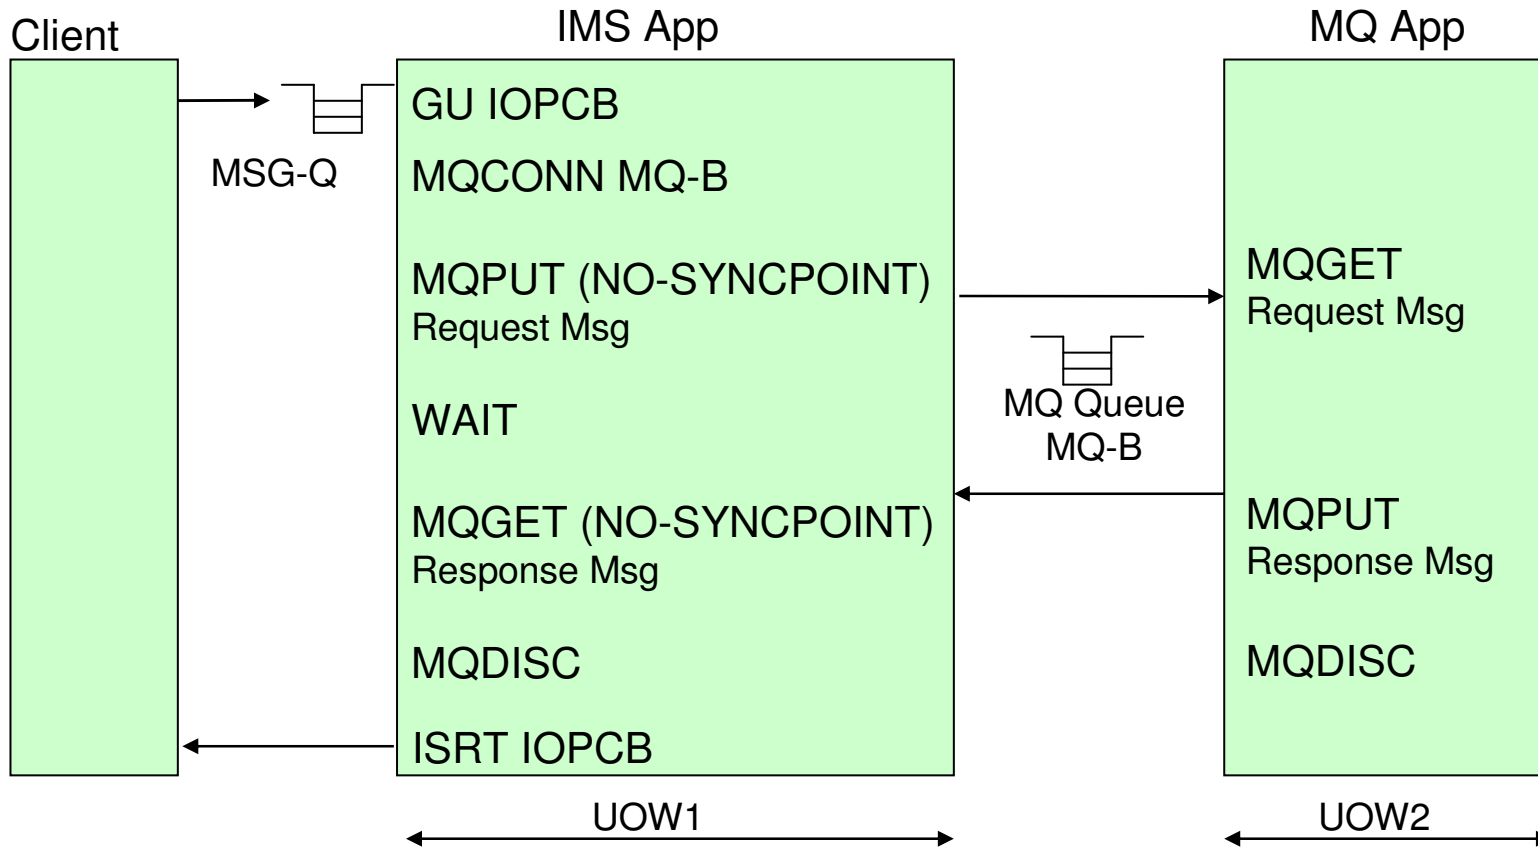 Client
IMS App
MQ App
MSG-Q
GU IOPCB
MQCONN MQ-B
MQPUT (NO-SYNCPOINT)
Request Msg
WAIT
MQGET (NO-SYNCPOINT)
Response Msg
MQDISC
ISRT IOPCB
MQ Queue
MQ-B
MQGET
Request Msg
MQPUT
Response Msg
MQDISC
UOW1
UOW2